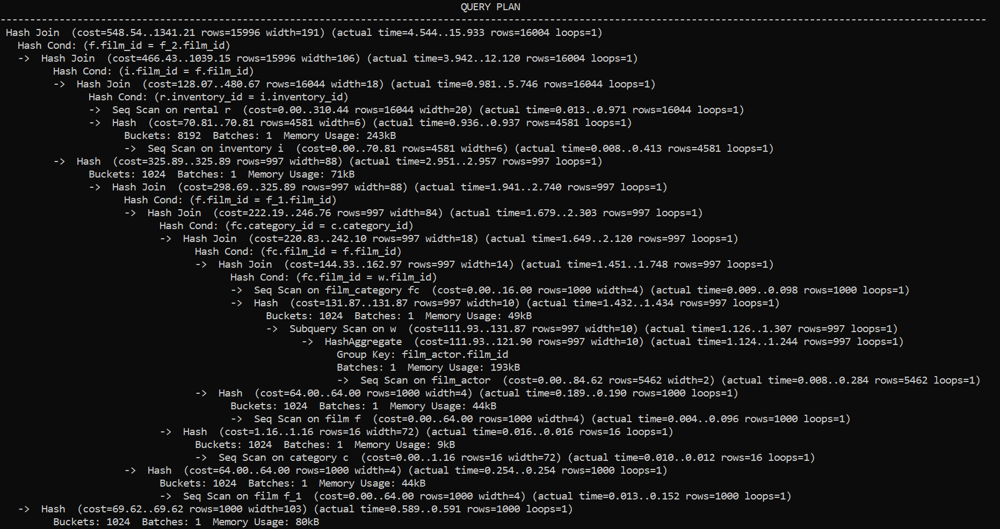 QUERY PLAN
-----------------------------------------------------------------------------------------------------------------------------------------------------------------------
Hash Join  (cost=548.54..1341.21 rows=15996 width=191) (actual time=4.544..15.933 rows=16004 loops=1)
  Hash Cond: (f.film_id = f_2.film_id)
  ->  Hash Join  (cost=466.43..1039.15 rows=15996 width=106) (actual time=3.942..12.120 rows=16004 loops=1)
        Hash Cond: (i.film_id = f.film_id)
        ->  Hash Join  (cost=128.07..480.67 rows=16044 width=18) (actual time=0.981..5.746 rows=16044 loops=1)
              Hash Cond: (r.inventory_id = i.inventory_id)
              ->  Seq Scan on rental r  (cost=0.00..310.44 rows=16044 width=20) (actual time=0.013..0.971 rows=16044 loops=1)
              ->  Hash  (cost=70.81..70.81 rows=4581 width=6) (actual time=0.936..0.937 rows=4581 loops=1)
                    Buckets: 8192  Batches: 1  Memory Usage: 243kB
                    ->  Seq Scan on inventory i  (cost=0.00..70.81 rows=4581 width=6) (actual time=0.008..0.413 rows=4581 loops=1)
        ->  Hash  (cost=325.89..325.89 rows=997 width=88) (actual time=2.951..2.957 rows=997 loops=1)
              Buckets: 1024  Batches: 1  Memory Usage: 71kB
              ->  Hash Join  (cost=298.69..325.89 rows=997 width=88) (actual time=1.941..2.740 rows=997 loops=1)
                    Hash Cond: (f.film_id = f_1.film_id)
                    ->  Hash Join  (cost=222.19..246.76 rows=997 width=84) (actual time=1.679..2.303 rows=997 loops=1)
                          Hash Cond: (fc.category_id = c.category_id)
                          ->  Hash Join  (cost=220.83..242.10 rows=997 width=18) (actual time=1.649..2.120 rows=997 loops=1)
                                Hash Cond: (fc.film_id = f.film_id)
                                ->  Hash Join  (cost=144.33..162.97 rows=997 width=14) (actual time=1.451..1.748 rows=997 loops=1)
                                      Hash Cond: (fc.film_id = w.film_id)
                                      ->  Seq Scan on film_category fc  (cost=0.00..16.00 rows=1000 width=4) (actual time=0.009..0.098 rows=1000 loops=1)
                                      ->  Hash  (cost=131.87..131.87 rows=997 width=10) (actual time=1.432..1.434 rows=997 loops=1)
                                            Buckets: 1024  Batches: 1  Memory Usage: 49kB
                                            ->  Subquery Scan on w  (cost=111.93..131.87 rows=997 width=10) (actual time=1.126..1.307 rows=997 loops=1)
                                                  ->  HashAggregate  (cost=111.93..121.90 rows=997 width=10) (actual time=1.124..1.244 rows=997 loops=1)
                                                        Group Key: film_actor.film_id
                                                        Batches: 1  Memory Usage: 193kB
                                                        ->  Seq Scan on film_actor  (cost=0.00..84.62 rows=5462 width=2) (actual time=0.008..0.284 rows=5462 loops=1)
                                ->  Hash  (cost=64.00..64.00 rows=1000 width=4) (actual time=0.189..0.190 rows=1000 loops=1)
                                      Buckets: 1024  Batches: 1  Memory Usage: 44kB
                                      ->  Seq Scan on film f  (cost=0.00..64.00 rows=1000 width=4) (actual time=0.004..0.096 rows=1000 loops=1)
                          ->  Hash  (cost=1.16..1.16 rows=16 width=72) (actual time=0.016..0.016 rows=16 loops=1)
                                Buckets: 1024  Batches: 1  Memory Usage: 9kB
                                ->  Seq Scan on category c  (cost=0.00..1.16 rows=16 width=72) (actual time=0.010..0.012 rows=16 loops=1)
                    ->  Hash  (cost=64.00..64.00 rows=1000 width=4) (actual time=0.254..0.254 rows=1000 loops=1)
                          Buckets: 1024  Batches: 1  Memory Usage: 44kB
                          ->  Seq Scan on film f_1  (cost=0.00..64.00 rows=1000 width=4) (actual time=0.013..0.152 rows=1000 loops=1)
  ->  Hash  (cost=69.62..69.62 rows=1000 width=103) (actual time=0.589..0.591 rows=1000 loops=1)
        Buckets: 1024  Batches: 1  Memory Usage: 80kB